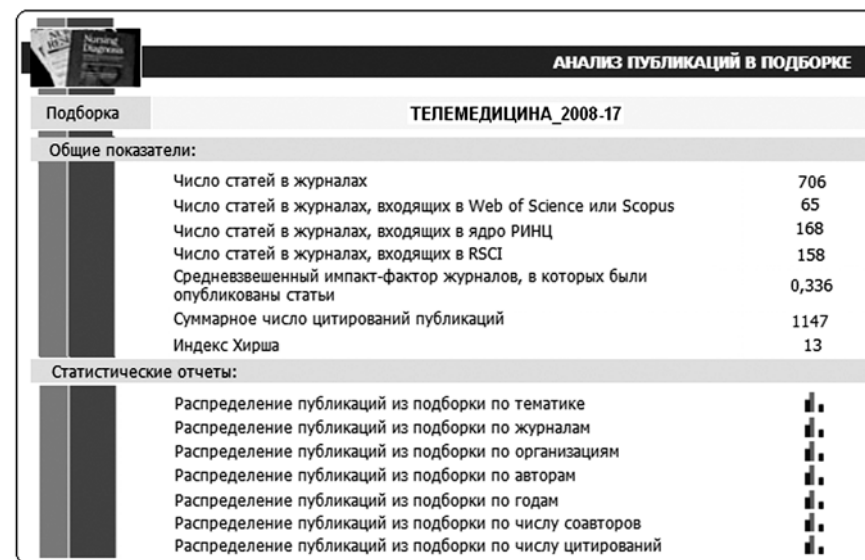 Nursing
Diagnosis
АНАЛИЗ ПУБЛИКАЦИЙ В ПОДБОРКЕ
Подборка ТЕЛЕМЕДИЦИНА_2008-17
Общие показатели:
Число статей в журналах 706
Число статей в журналах, входящих в Web of Science или Scopus 65
Число статей в журналах, входящих в ядро РИНЦ 168
Число статей в журналах, входящих в RSCI 158
Средневзвешенный импакт-фактор журналов, в которых были
опубликованы статьи 0,336
Суммарное число цитирований публикаций 1147
Индекс Хирша 13
Статистические отчеты:
Распределение публикаций из подборки по тематике
Распределение публикаций из подборки по журналам
Распределение публикаций из подборки по организациям
Распределение публикаций из подборки по авторам
Распределение публикаций из подборки по годам
Распределение публикаций из подборки по числу соавторов
Распределение публикаций из подборки по числу цитирований